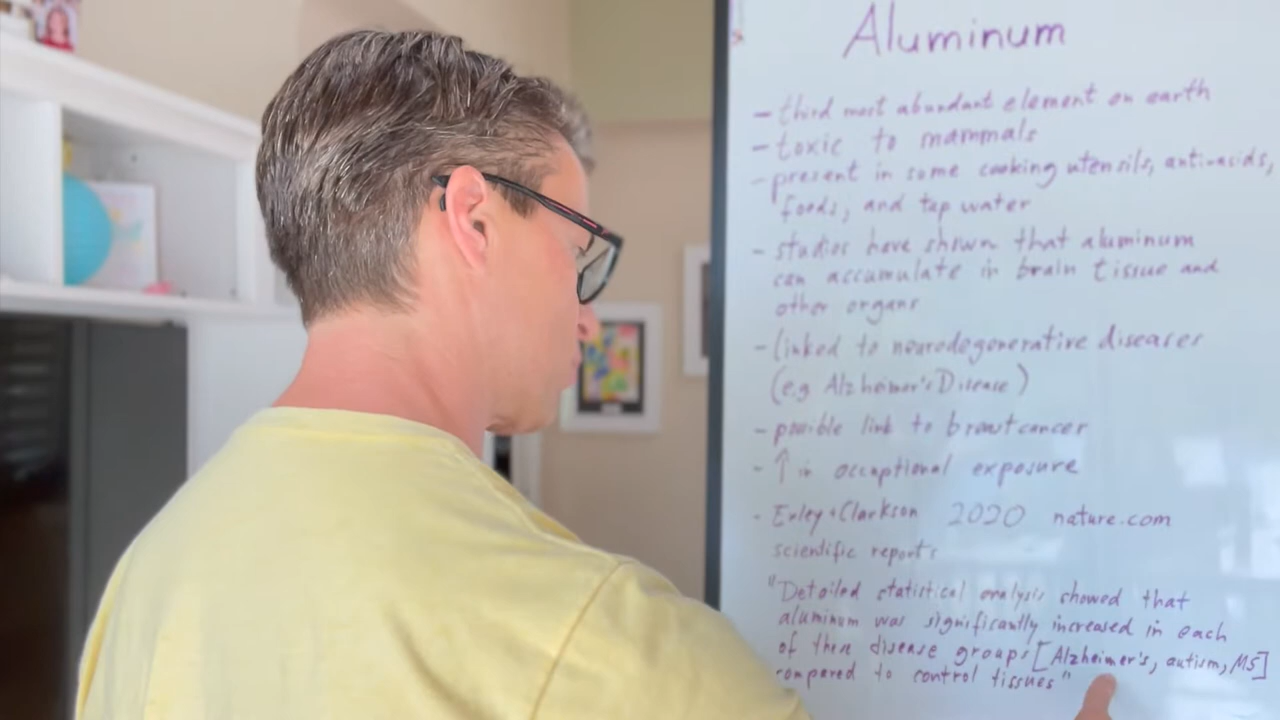 Aluminum
- third most abundant element on earth
- toxic to mammals
- present in some cooking utensils, antiacids,
foods, and tap water
- studies have shown that aluminum
can accumulate in brain tissue and
other organs
- linked to neurodegenerative diseases
(e.g Alzheimer's Disease)
- possible link to breast cancer
- ↑ in occuptional exposure
- Exley + Clarkson 2020 nature.com
scientific reports
"Detailed statistical analysis showed that
aluminum was significantly increased in each
of these disease groups [Alzheimer's, autism, MS]
compared to control tissues"